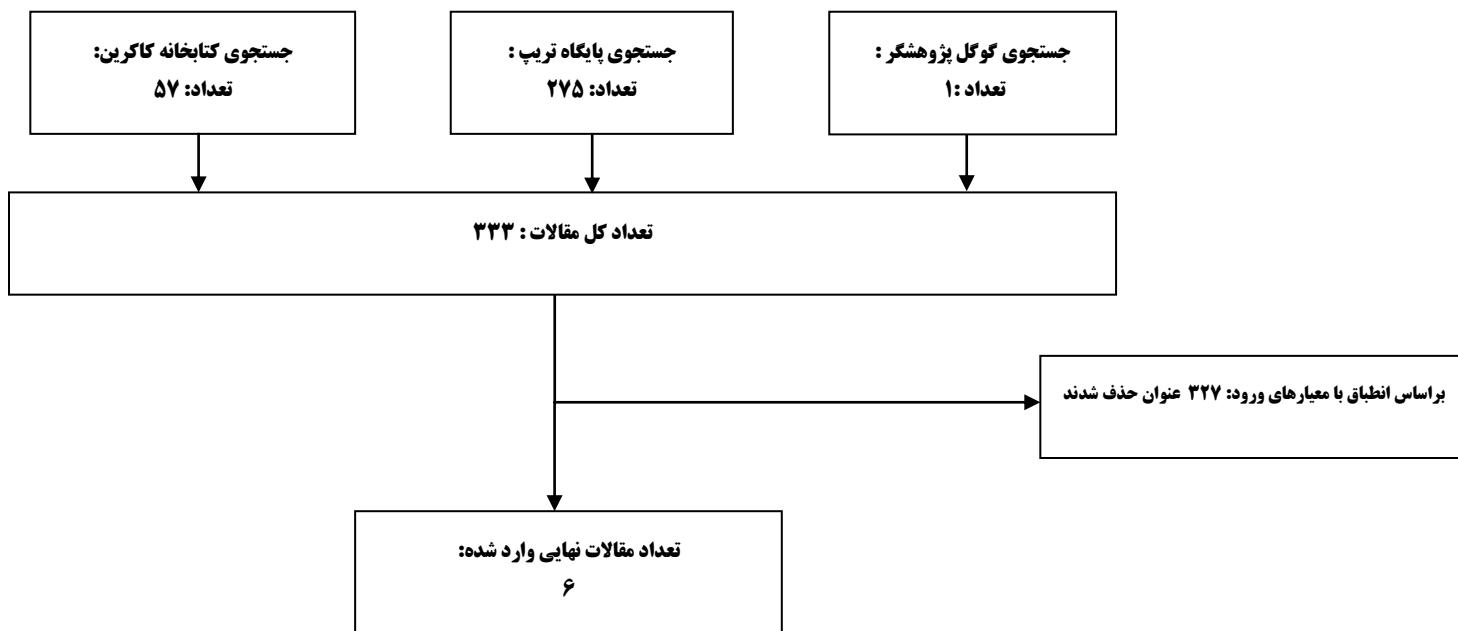 جستجوی گوگل پژوهشگر :
تعداد :۱
جستجوی پایگاه تریپ :
تعداد: ۲۷۵
جستجوی کتابخانه کاکرین:
تعداد: ۵۷
تعداد کل مقالات : ۳۳۳
براساس انطباق با معیارهای ورود: ۳۲۷ عنوان حذف شدند
تعداد مقالات نهایی وارد شده:
۶